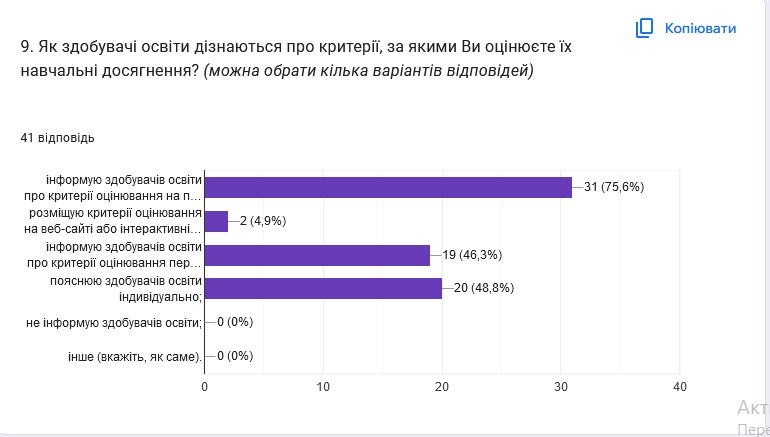 Копіювати
9. Як здобувачі освіти дізнаються про критерії, за якими Ви оцінюєте їх
навчальні досягнення? (можна обрати кілька варіантів відповідей)
41 відповідь
інформую здобувачів освіти
про критерії оцінювання на п…
31 (75,6%)
розміщую критерії оцінювання
на веб-сайті або інтерактивні…
2 (4,9%)
інформую здобувачів освіти
про критерії оцінювання пер…
19 (46,3%)
пояснюю здобувачів освіти
індивідуально;
20 (48,8%)
не інформую здобувачів освіти;
0 (0%)
інше (вкажіть, як саме).
0 (0%)
0 10 20 30 40
Акт
Пере